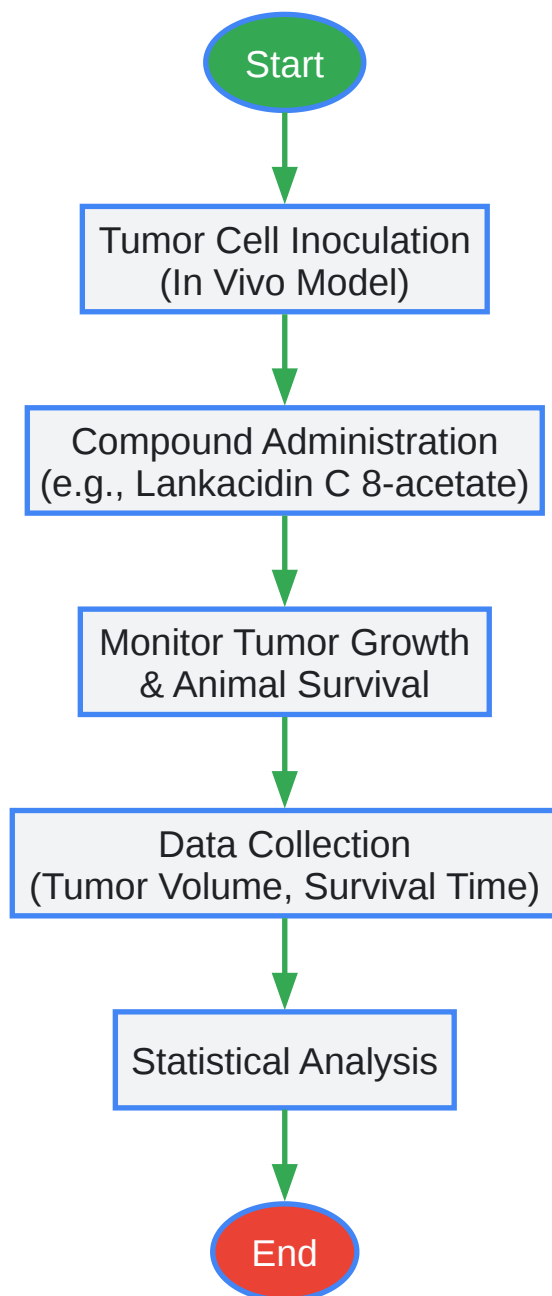 Start
Tumor Cell Inoculation
(In Vivo Model)
Compound Administration
(e.g., Lankacidin C 8-acetate)
Monitor Tumor Growth
& Animal Survival
Data Collection
(Tumor Volume, Survival Time)
Statistical Analysis
End